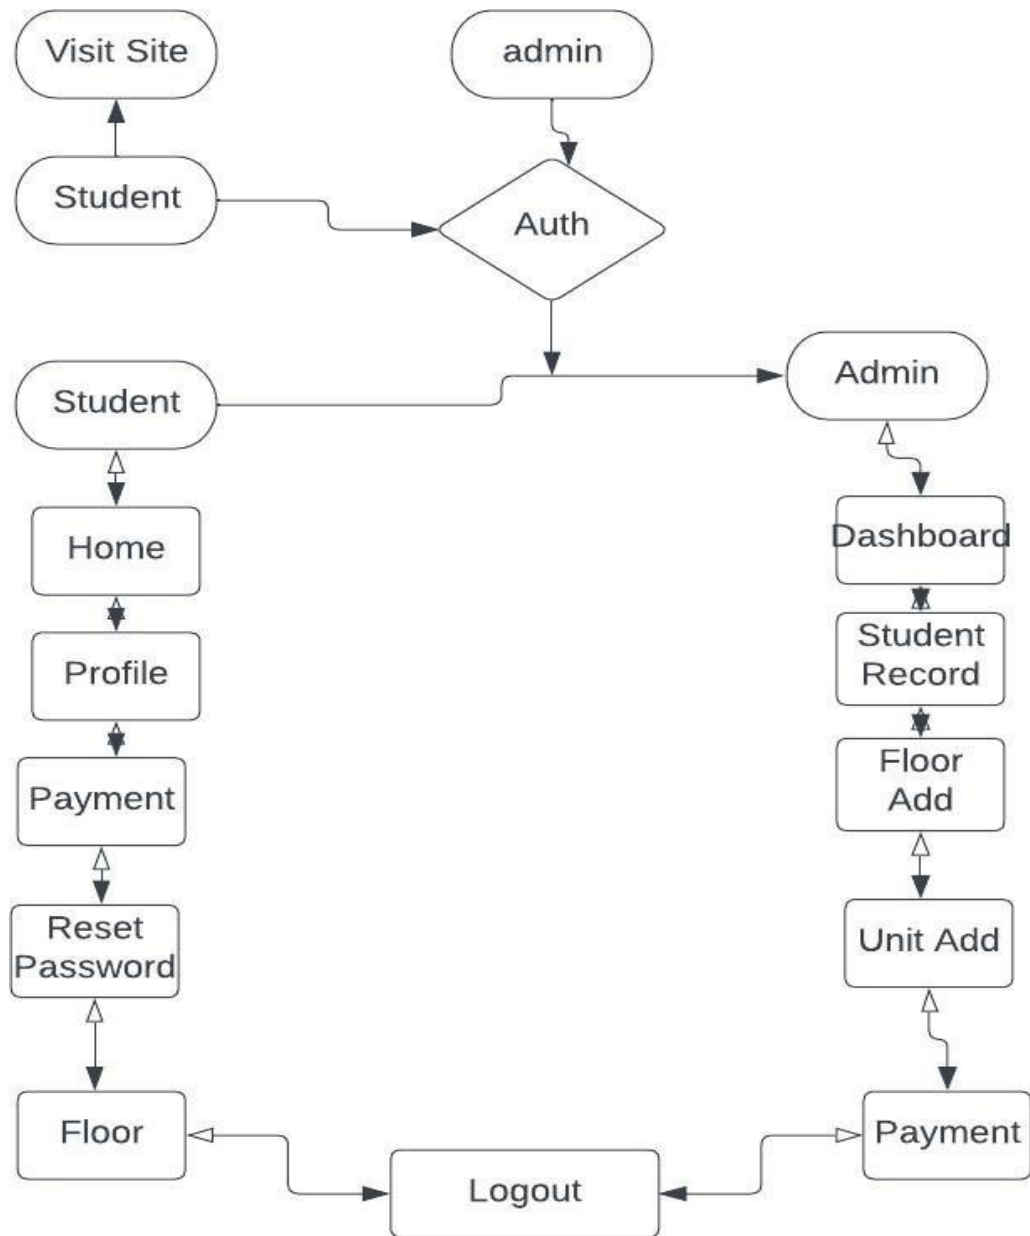 Visit Site
admin
Student
Auth
Student
Admin
Home
Dashboard
Profile
Student
Record
Payment
Floor
Add
Reset
Password
Unit Add
Floor
Payment
Logout